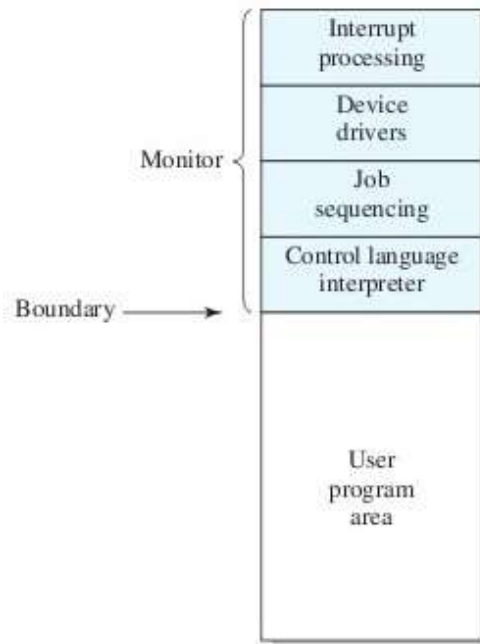 Interrupt
processing
Device
drivers
Monitor
Job
sequencing
Control language
interpreter
Boundary
User
program
area